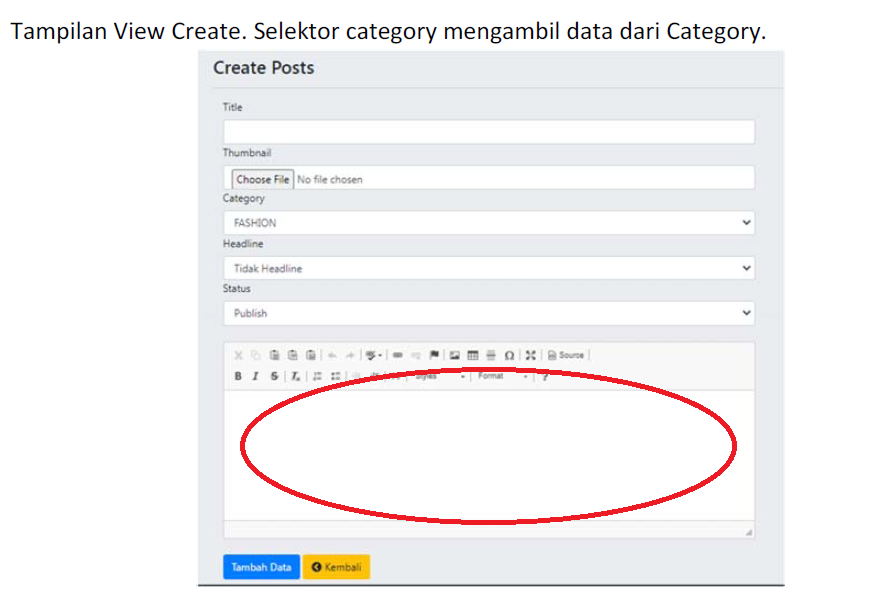 Tampilan View Create. Selektor category mengambil data dari Category.
Create Posts
Title
Thumbnail
Choose File No file chosen
Category
FASHION
Headline
Tidak Headline
Status
Publish
Source
B I S Tx
Styles Format ?
Tambah Data Kembali